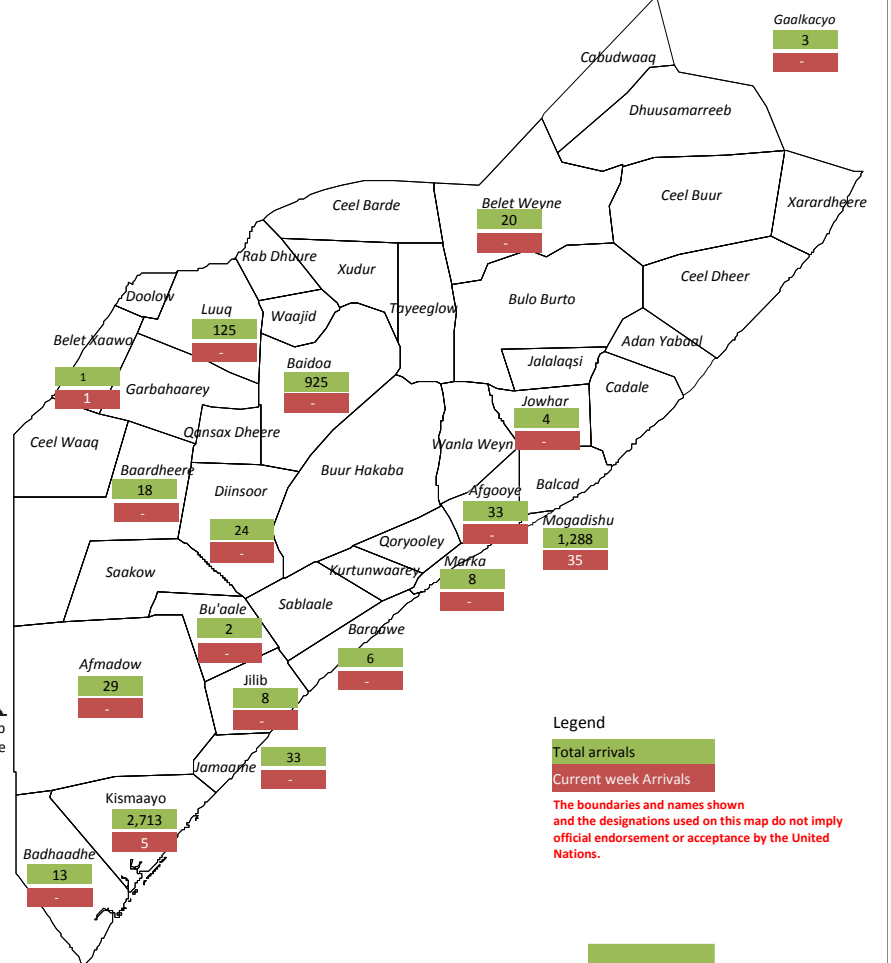 Gaalkacyo
3
-
Cabudwaaq
Dhuusamarreeb
Ceel Barde
Belet Weyne
20
-
Ceel Buur
Xarardheere
Rab Dhuure
Xudur
Ceel Dheer
Doolow
Luuq
125
-
Waajid
Tayeeglow
Bulo Burto
Belet Xaawo
1
1
Garbahaarey
Baidoa
925
-
Adan Yabaal
Jalalaqsi
Cadale
Jowhar
4
-
Ceel Waaq
Qansax Dheere
Wanla Weyn
Baardheere
18
-
Buur Hakaba
Diinsoor
24
-
Afgooye
33
-
Balcad
Mogadishu
1,288
35
Qoryooley
Saakow
Kurtunwaarey
Marka
8
-
Bu'aale
2
-
Sablaale
Baraawe
6
-
Afmadow
29
-
Jilib
8
-
o
e
Jamaame
33
-
Kismaayo
2,713
5
Badhaadhe
13
-
Legend
Total arrivals
Current week Arrivals
The boundaries and names shown
and the designations used on this map do not imply
official endorsement or acceptance by the United
Nations.